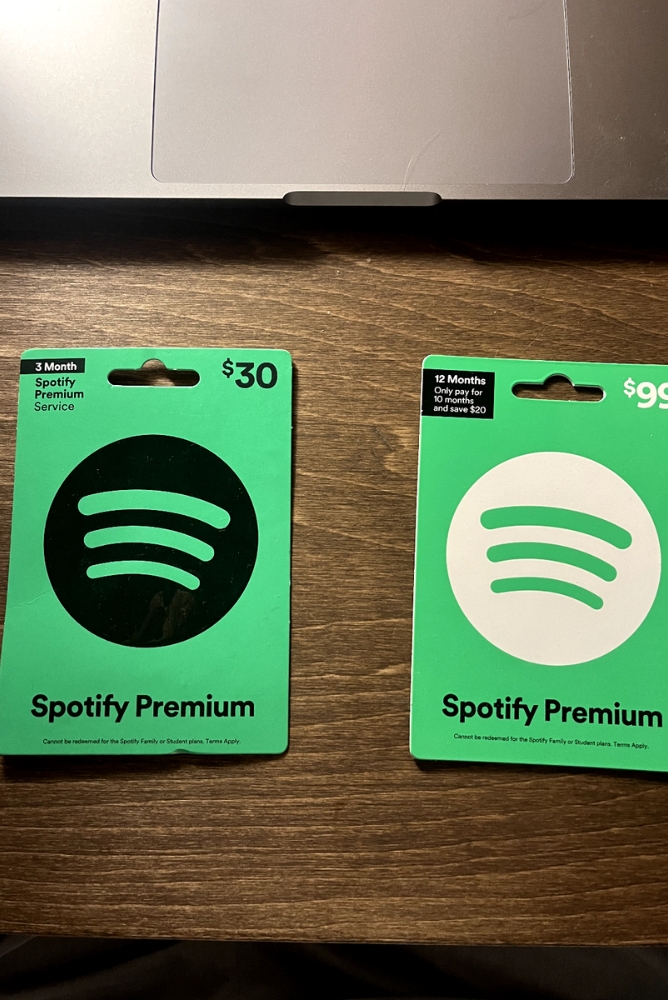 3 Month
Spotify
Premium
Service
$30
Spotify Premium
Cannot be redeemed for the Spotify Family or Student plans. Terms Apply.
12 Months
Only pay for
10 months
and save $20
$99
Spotify Premium
Cannot be redeemed for the Spotify Family or Student plans. Terms Apply.